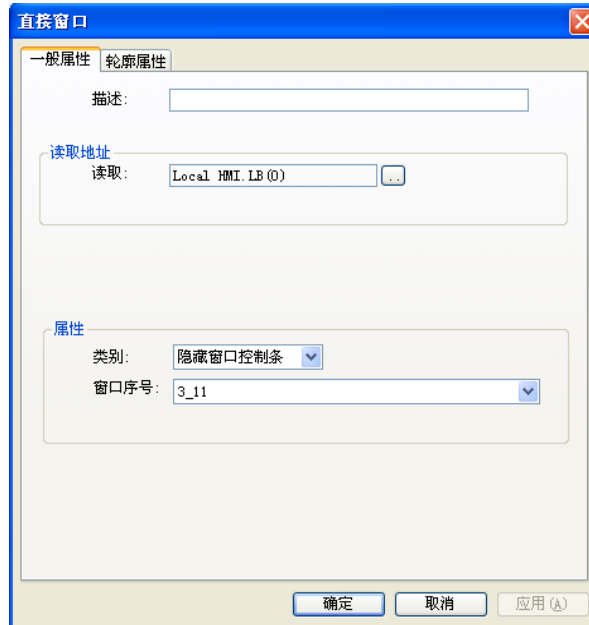 直接窗口
一般属性 轮廓属性
描述:
读取地址
读取: Local HMI.LB(0) ..
属性
类别: 隐藏窗口控制条
窗口序号: 3_11
确定 取消 应用(A)